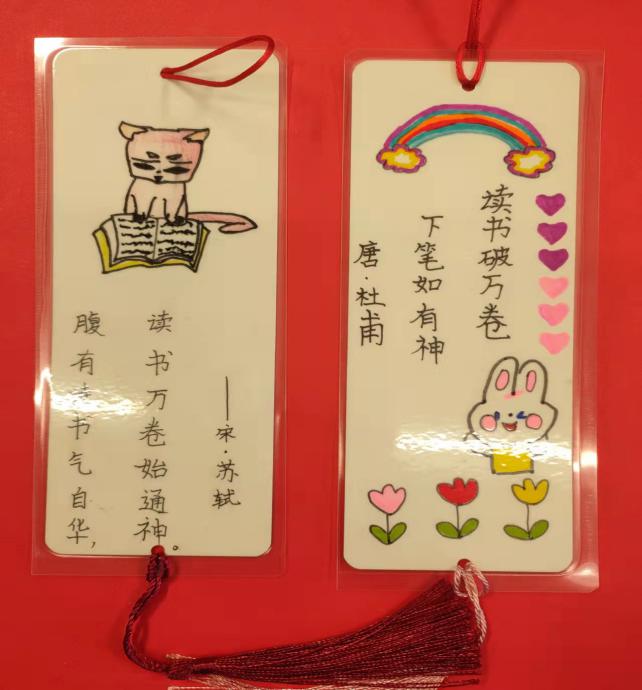 腹有诗书气自华,
读书万卷始通神。
——宋·苏轼
读书破万卷
下笔如有神
唐·杜甫